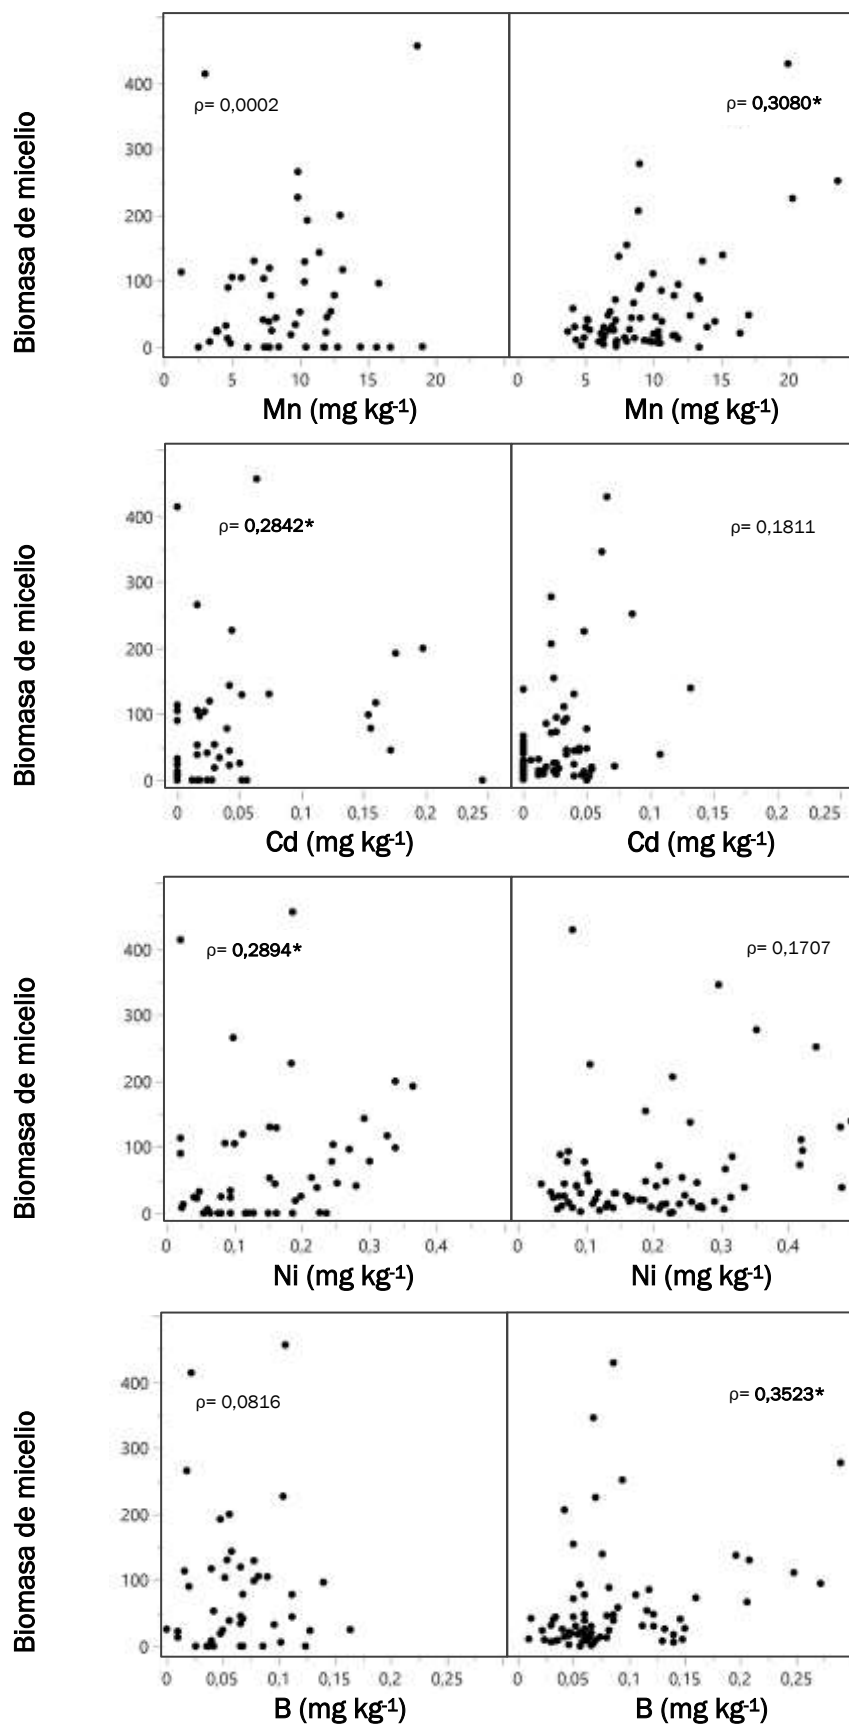 Biomasa de micelio
400
300
200
100
0
ρ= 0,0002
ρ= 0,3080*
0 5 10 15 20 0 5 10 15 20
Mn (mg kg-1) Mn (mg kg-1)
Biomasa de micelio
400
300
200
100
0
ρ= 0,2842*
ρ= 0,1811
0 0,05 0,1 0,15 0,2 0,25 0 0,05 0,1 0,15 0,2 0,25
Cd (mg kg-1) Cd (mg kg-1)
Biomasa de micelio
400
300
200
100
0
ρ= 0,2894*
ρ= 0,1707
0 0,1 0,2 0,3 0,4 0 0,1 0,2 0,3 0,4
Ni (mg kg-1) Ni (mg kg-1)
Biomasa de micelio
400
300
200
100
0
ρ= 0,0816
ρ= 0,3523*
0 0,05 0,1 0,15 0,2 0,25 0 0,05 0,1 0,15 0,2 0,25
B (mg kg-1) B (mg kg-1)